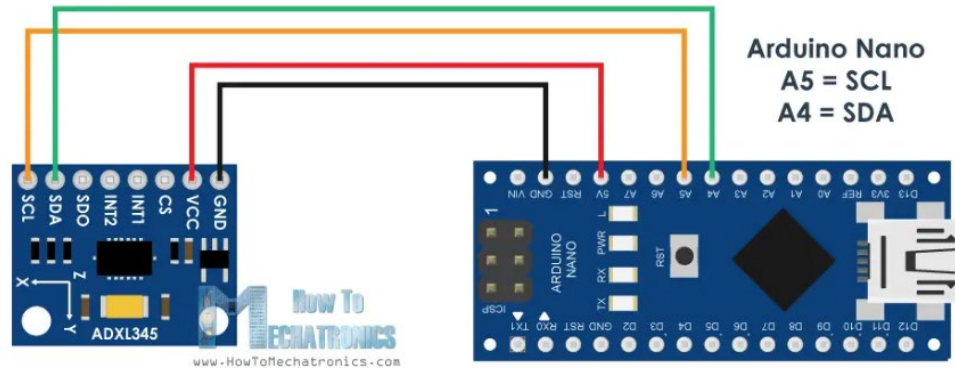 Arduino Nano
A5 = SCL
A4 = SDA
SCL
SDA
SDO
INT2
INT1
CS
VCC
GND
X
Z
Y
ADXL345
How To
Mechatronics
www.HowToMechatronics.com
VIN
GND
RST
5V
A7
A6
A5
A4
A3
A2
A1
A0
REF
3V3
D13
1
ICSP
ARDUINO
NANO
L
PWR
RX
TX
RST
TX1
RX0
RST
GND
D2
D3
D4
D5
D6
D7
D8
D9
D10
D11
D12